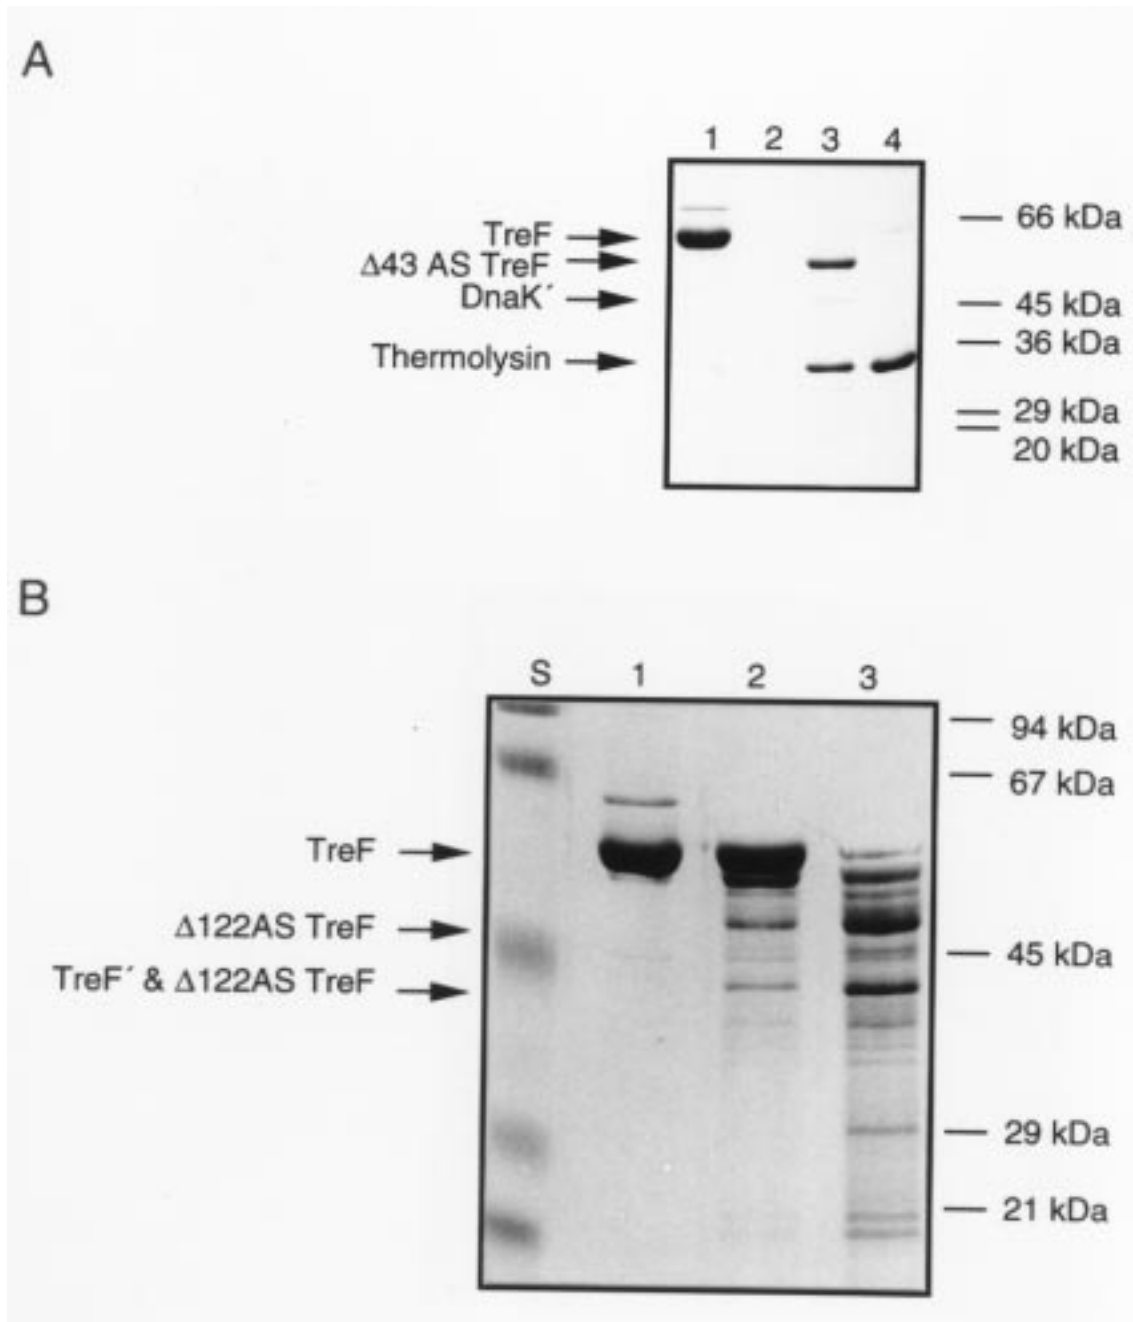 A
1 2 3 4
TreF
Δ43 AS TreF
DnaK´
Thermolysin
66 kDa
45 kDa
36 kDa
29 kDa
20 kDa
B
S 1 2 3
TreF
Δ122AS TreF
TreF´ & Δ122AS TreF
94 kDa
67 kDa
45 kDa
29 kDa
21 kDa